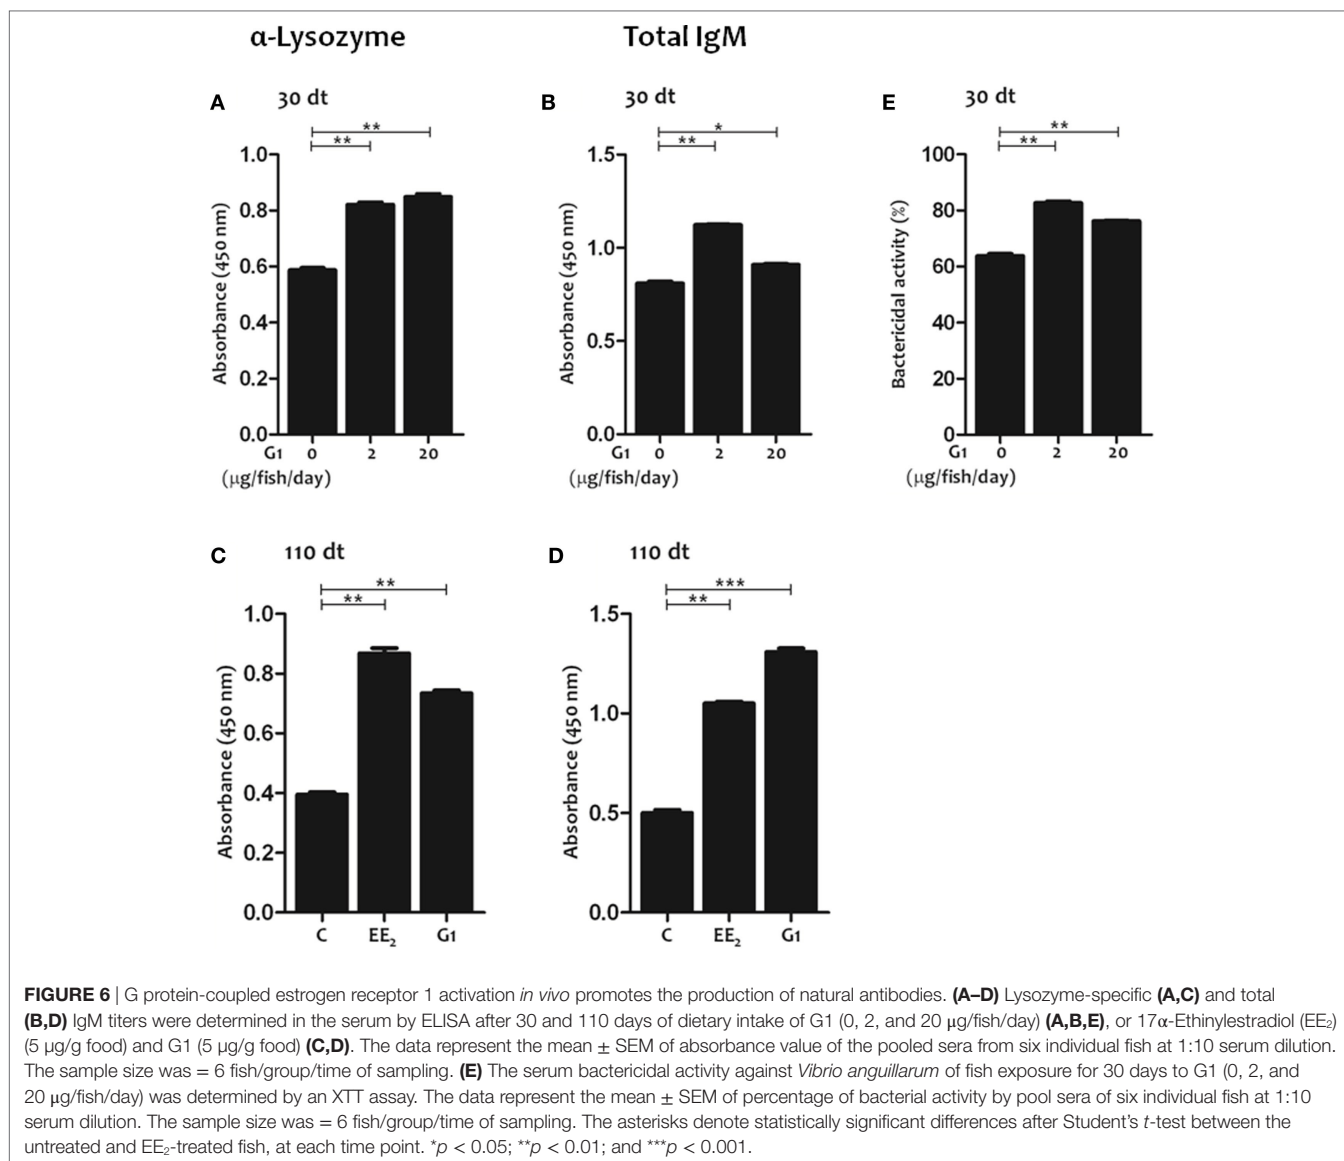 α-Lysozyme
Total IgM
A
30 dt
**
**
1.0
0.8
0.6
0.4
0.2
0.0
Absorbance (450 nm)
G1 0 2 20
(µg/fish/day)
B
30 dt
*
**
1.5
1.0
0.5
0.0
Absorbance (450 nm)
G1 0 2 20
(µg/fish/day)
E
30 dt
**
**
100
80
60
40
20
0
Bactericidal activity (%)
G1 0 2 20
(µg/fish/day)
C
110 dt
**
**
1.0
0.8
0.6
0.4
0.2
0.0
Absorbance (450 nm)
C EE₂ G1
D
110 dt
***
**
1.5
1.0
0.5
0.0
Absorbance (450 nm)
C EE₂ G1
FIGURE 6 | G protein-coupled estrogen receptor 1 activation in vivo promotes the production of natural antibodies. (A–D) Lysozyme-specific (A,C) and total
(B,D) IgM titers were determined in the serum by ELISA after 30 and 110 days of dietary intake of G1 (0, 2, and 20 µg/fish/day) (A,B,E), or 17α-Ethinylestradiol (EE₂)
(5 µg/g food) and G1 (5 µg/g food) (C,D). The data represent the mean ± SEM of absorbance value of the pooled sera from six individual fish at 1:10 serum dilution.
The sample size was = 6 fish/group/time of sampling. (E) The serum bactericidal activity against Vibrio anguillarum of fish exposure for 30 days to G1 (0, 2, and
20 µg/fish/day) was determined by an XTT assay. The data represent the mean ± SEM of percentage of bacterial activity by pool sera of six individual fish at 1:10
serum dilution. The sample size was = 6 fish/group/time of sampling. The asterisks denote statistically significant differences after Student's t-test between the
untreated and EE₂-treated fish, at each time point. *p < 0.05; **p < 0.01; and ***p < 0.001.